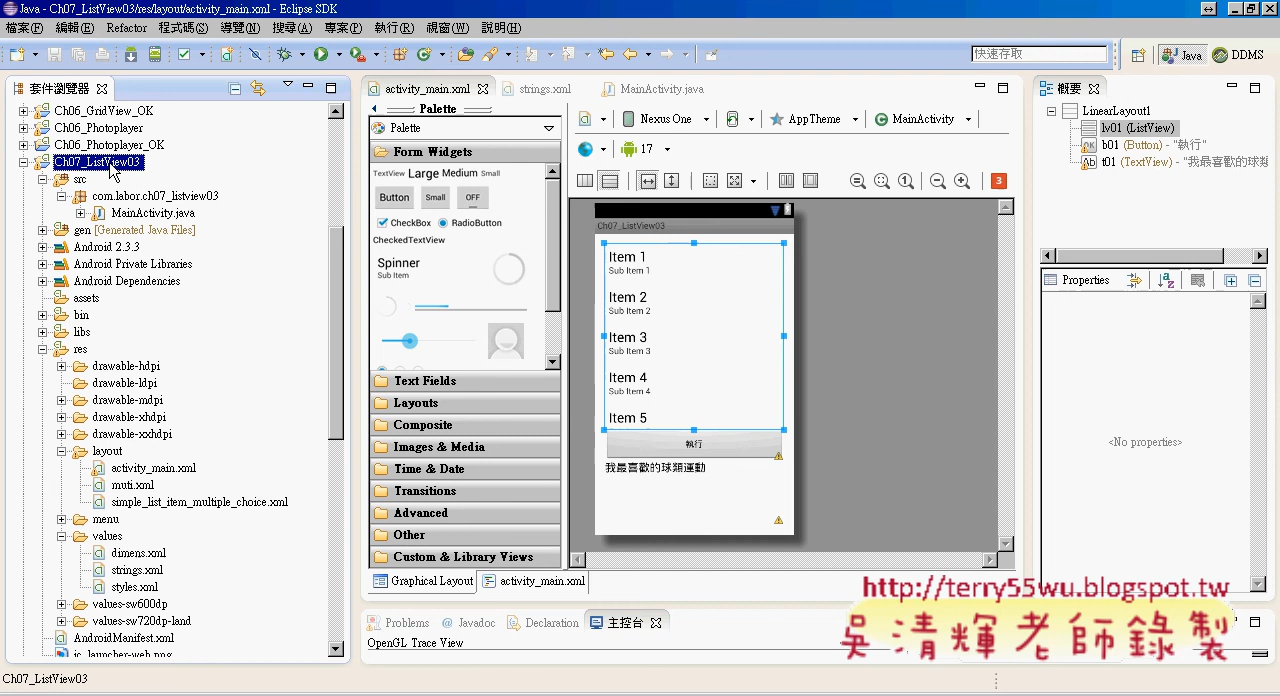 Java - Ch07_ListView03/res/layout/activity_main.xml - Eclipse SDK
檔案(F) 編輯(E) Refactor 程式碼(S) 導覽(N) 搜尋(A) 專案(P) 執行(R) 視窗(W) 說明(H)
快速存取
Java
DDMS
套件瀏覽器
Ch06_GridView_OK
Ch06_Photoplayer
Ch06_Photoplayer_OK
Ch07_ListView03
src
com.labor.ch07_listview03
MainActivity.java
gen [Generated Java Files]
Android 2.3.3
Android Private Libraries
Android Dependencies
assets
bin
libs
res
drawable-hdpi
drawable-ldpi
drawable-mdpi
drawable-xhdpi
drawable-xxhdpi
layout
activity_main.xml
muti.xml
simple_list_item_multiple_choice.xml
menu
values
dimens.xml
strings.xml
styles.xml
values-sw600dp
values-sw720dp-land
AndroidManifest.xml
ic_launcher-web.png
Ch07_ListView03
activity_main.xml strings.xml MainActivity.java
Palette
Palette
Form Widgets
TextView Large Medium Small
Button Small OFF
CheckBox RadioButton
CheckedTextView
Spinner
Sub Item
Text Fields
Layouts
Composite
Images & Media
Time & Date
Transitions
Advanced
Other
Custom & Library Views
Graphical Layout activity_main.xml
Nexus One AppTheme MainActivity
17
1
3
Ch07_ListView03
Item 1
Sub Item 1
Item 2
Sub Item 2
Item 3
Sub Item 3
Item 4
Sub Item 4
Item 5
執行
我最喜歡的球類運動
Problems Javadoc Declaration 主控台
OpenGL Trace View
概要
LinearLayout1
lv01 (ListView)
b01 (Button) - "執行"
t01 (TextView) - "我最喜歡的球類
Properties
<No properties>
http://terry55wu.blogspot.tw
吳清輝老師錄製